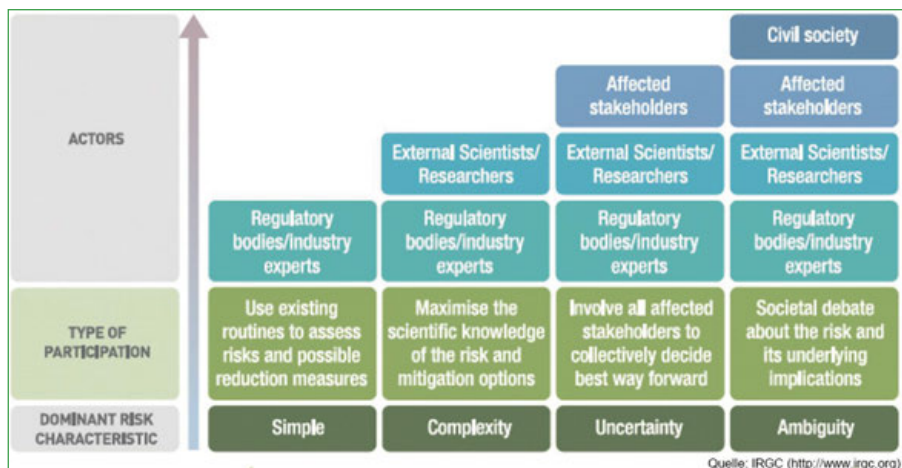 Civil society
ACTORS
Affected
stakeholders
Affected
stakeholders
External Scientists/
Researchers
External Scientists/
Researchers
External Scientists/
Researchers
Regulatory
bodies/industry
experts
Regulatory
bodies/industry
experts
Regulatory
bodies/industry
experts
Regulatory
bodies/industry
experts
TYPE OF
PARTICIPATION
Use existing
routines to assess
risks and possible
reduction measures
Maximise the
scientific knowledge
of the risk and
mitigation options
Involve all affected
stakeholders to
collectively decide
best way forward
Societal debate
about the risk and
its underlying
implications
DOMINANT RISK
CHARACTERISTIC
Simple
Complexity
Uncertainty
Ambiguity
Quelle: IRGC (http://www.irgc.org)